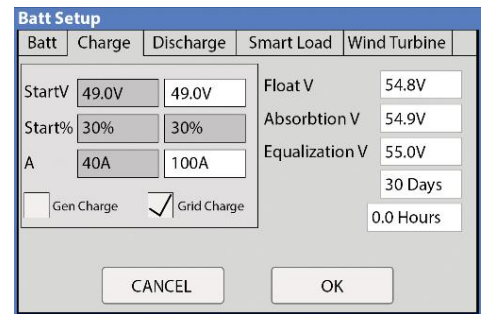 Batt Setup
Batt Charge Discharge Smart Load Wind Turbine
StartV 49.0V 49.0V
Start% 30% 30%
A 40A 100A
Gen Charge Grid Charge
Float V 54.8V
Absorbtion V 54.9V
Equalization V 55.0V
30 Days
0.0 Hours
CANCEL OK